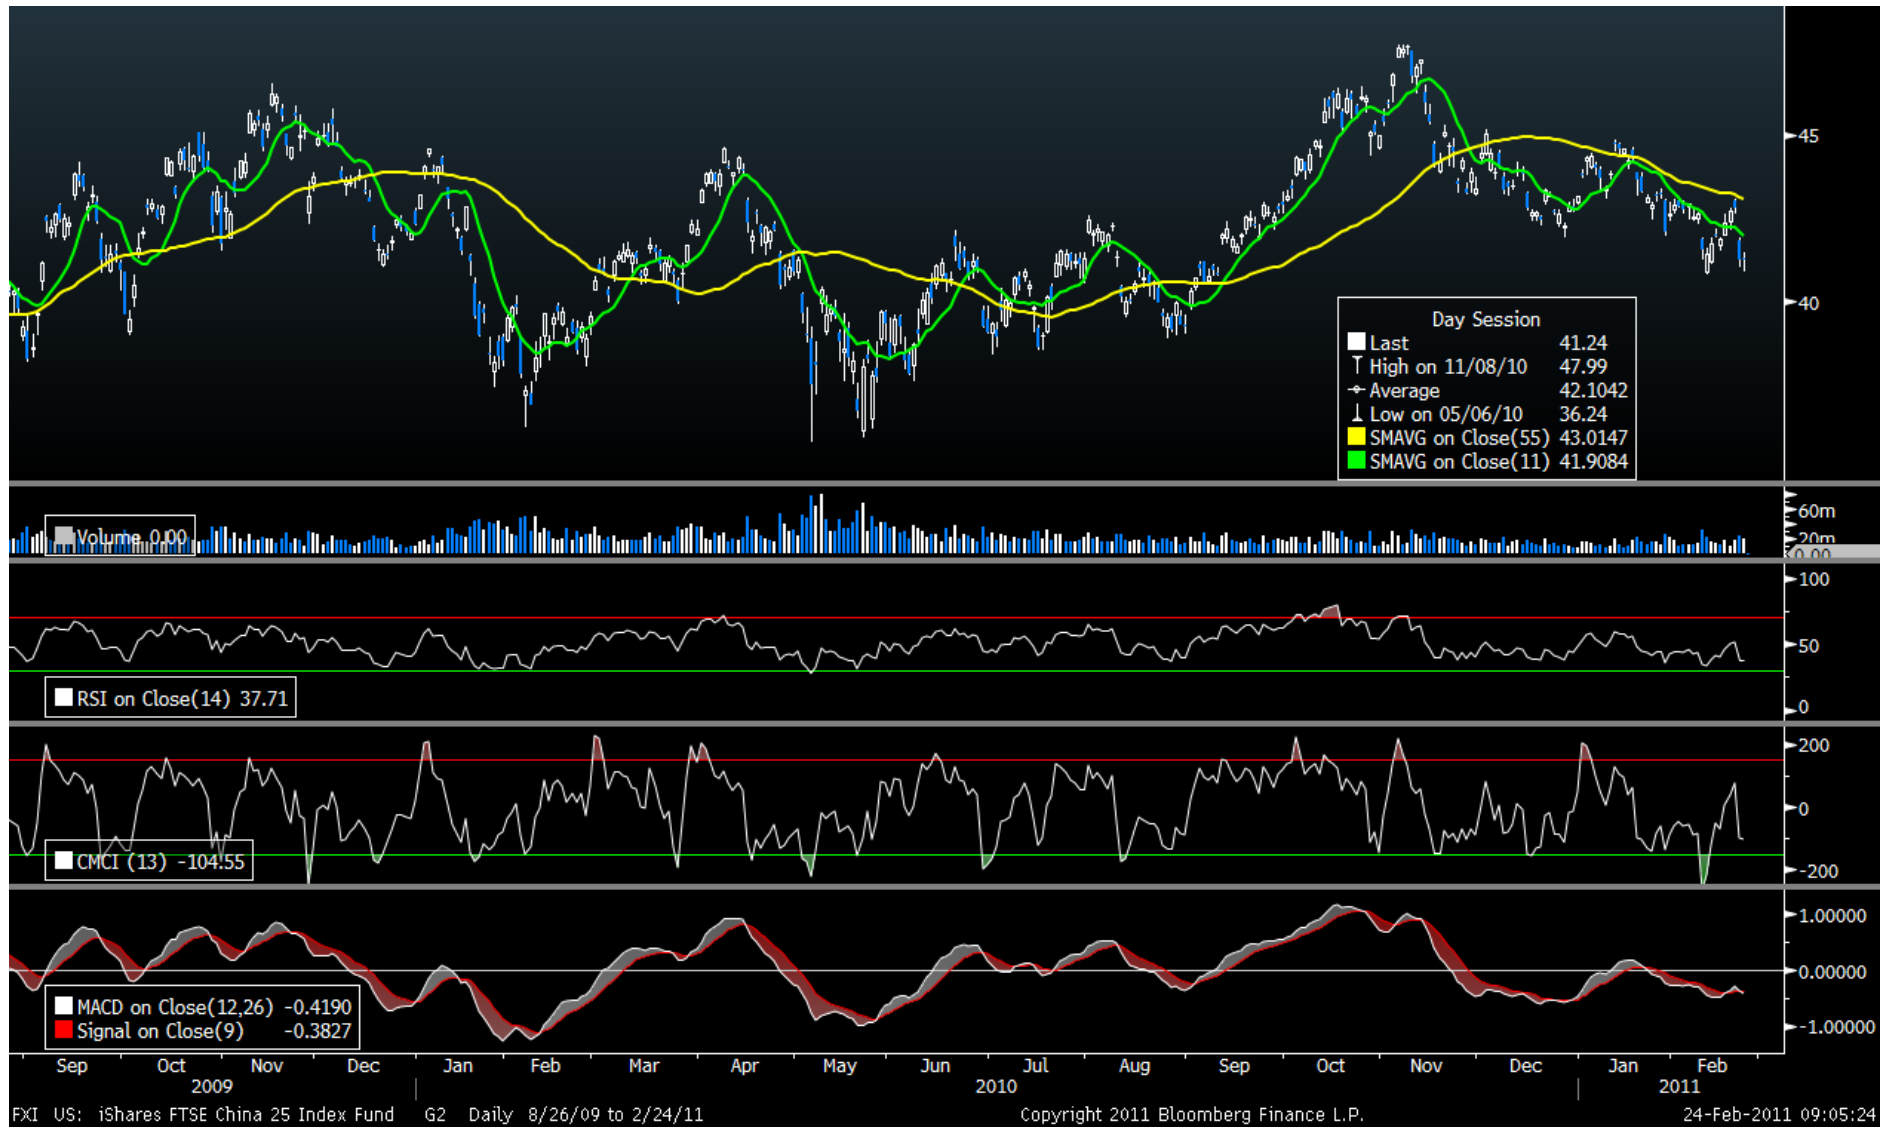 45
40
Day Session
Last 41.24
High on 11/08/10 47.99
Average 42.1042
Low on 05/06/10 36.24
SMAVG on Close(55) 43.0147
SMAVG on Close(11) 41.9084
60m
20m
0.00
Volume 0.00
100
50
0
RSI on Close(14) 37.71
200
0
-200
CMCI (13) -104.55
1.00000
0.00000
-1.00000
MACD on Close(12,26) -0.4190
Signal on Close(9) -0.3827
Sep Oct Nov Dec Jan Feb Mar Apr May Jun Jul Aug Sep Oct Nov Dec Jan Feb
2009 2010 2011
FXI US: iShares FTSE China 25 Index Fund G2 Daily 8/26/09 to 2/24/11 Copyright 2011 Bloomberg Finance L.P. 24-Feb-2011 09:05:24